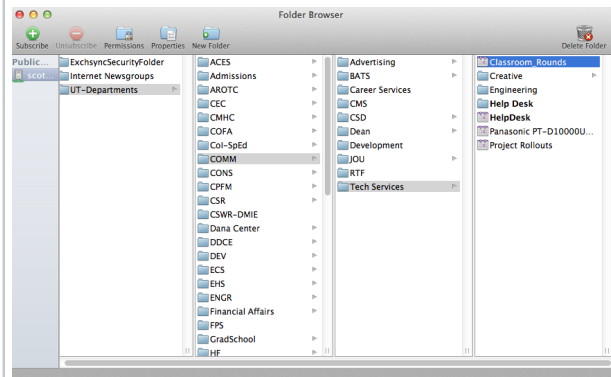 Folder Browser
Subscribe Unsubscribe Permissions Properties New Folder Delete Folder
Public...
scot...
ExchsyncSecurityFolder
Internet Newsgroups
UT-Departments
ACES
Admissions
AROTC
CEC
CMHC
COFA
Col-SpEd
COMM
CONS
CPFM
CSR
CSWR-DMIE
Dana Center
DDCE
DEV
ECS
EHS
ENGR
Financial Affairs
FPS
GradSchool
HF
Advertising
BATS
Career Services
CMS
CSD
Dean
Development
JOU
RTF
Tech Services
Classroom_Rounds
Creative
Engineering
Help Desk
HelpDesk
Panasonic PT-D10000U...
Project Rollouts